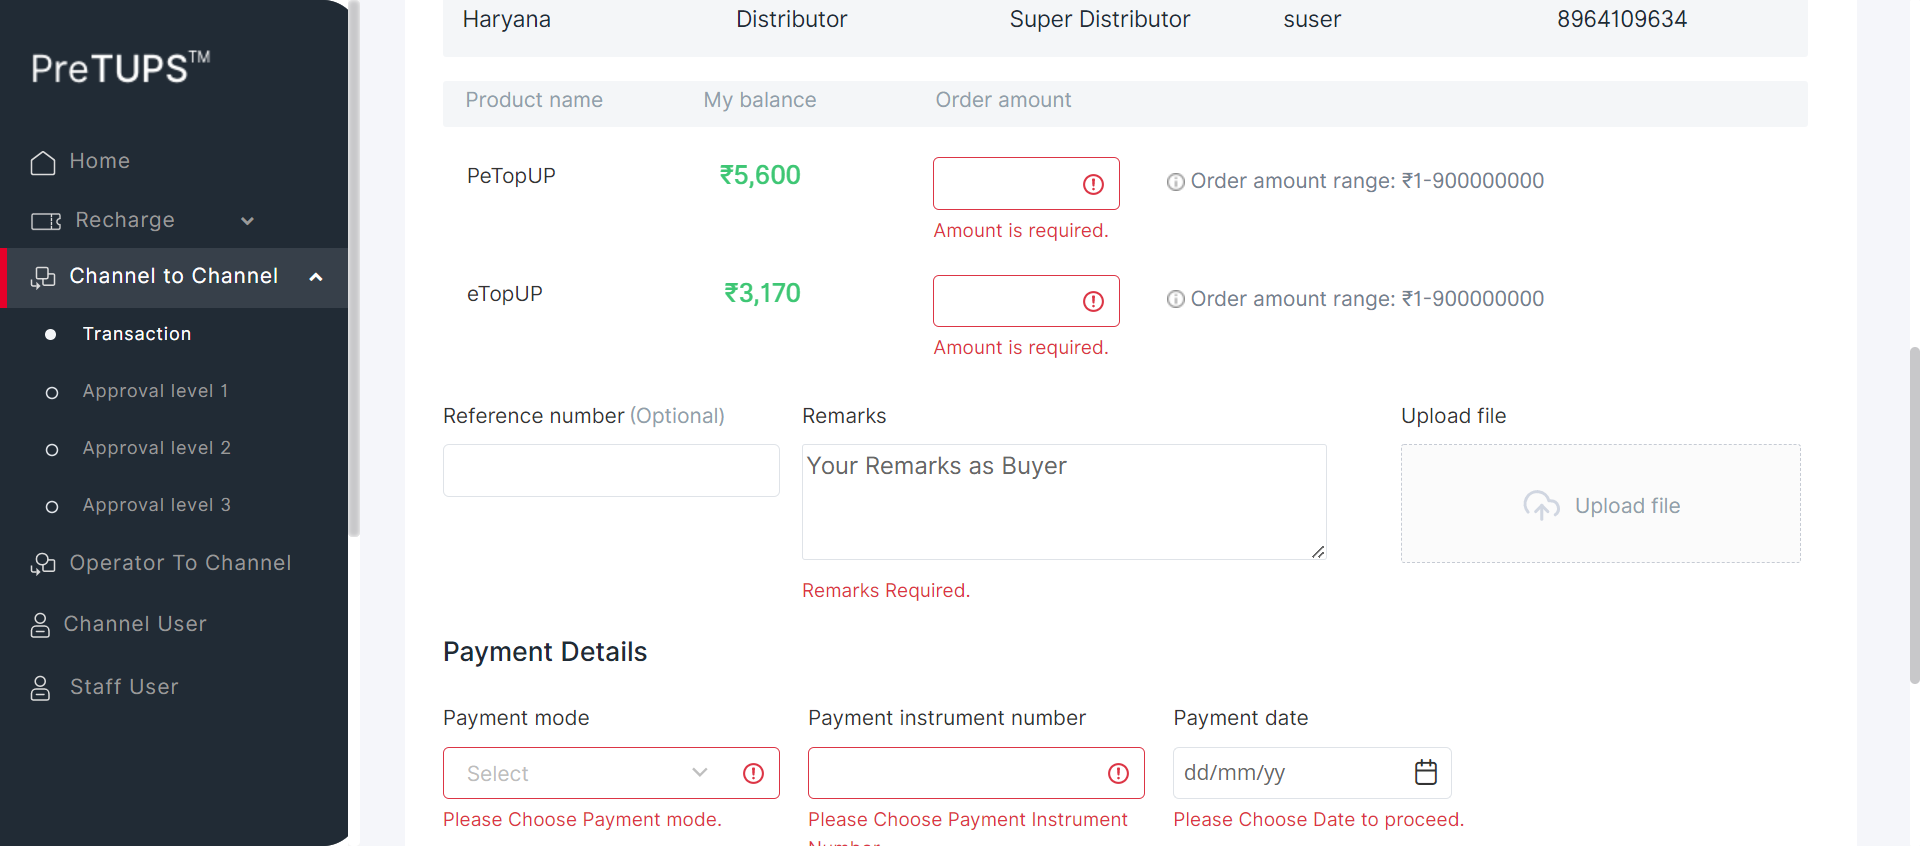 PreTUPS™
Home
Recharge
Channel to Channel
Transaction
Approval level 1
Approval level 2
Approval level 3
Operator To Channel
Channel User
Staff User
Haryana Distributor Super Distributor suser 8964109634
Product name My balance Order amount
PeTopUP ₹5,600 Order amount range: ₹1-900000000
Amount is required.
eTopUP ₹3,170 Order amount range: ₹1-900000000
Amount is required.
Reference number (Optional) Remarks Upload file
Your Remarks as Buyer
Upload file
Remarks Required.
Payment Details
Payment mode Payment instrument number Payment date
Select dd/mm/yy
Please Choose Payment mode. Please Choose Payment Instrument Please Choose Date to proceed.
Number